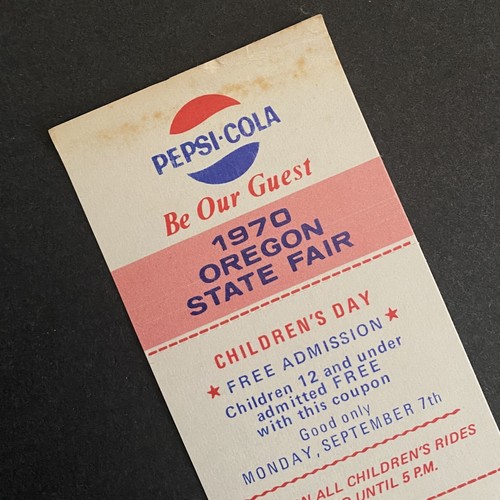 PEPSI·COLA
Be Our Guest
1970
OREGON
STATE FAIR
CHILDREN'S DAY
★ FREE ADMISSION ★
Children 12 and under
admitted FREE
with this coupon
Good only
MONDAY, SEPTEMBER 7th
ON ALL CHILDREN'S RIDES
UNTIL 5 P.M.